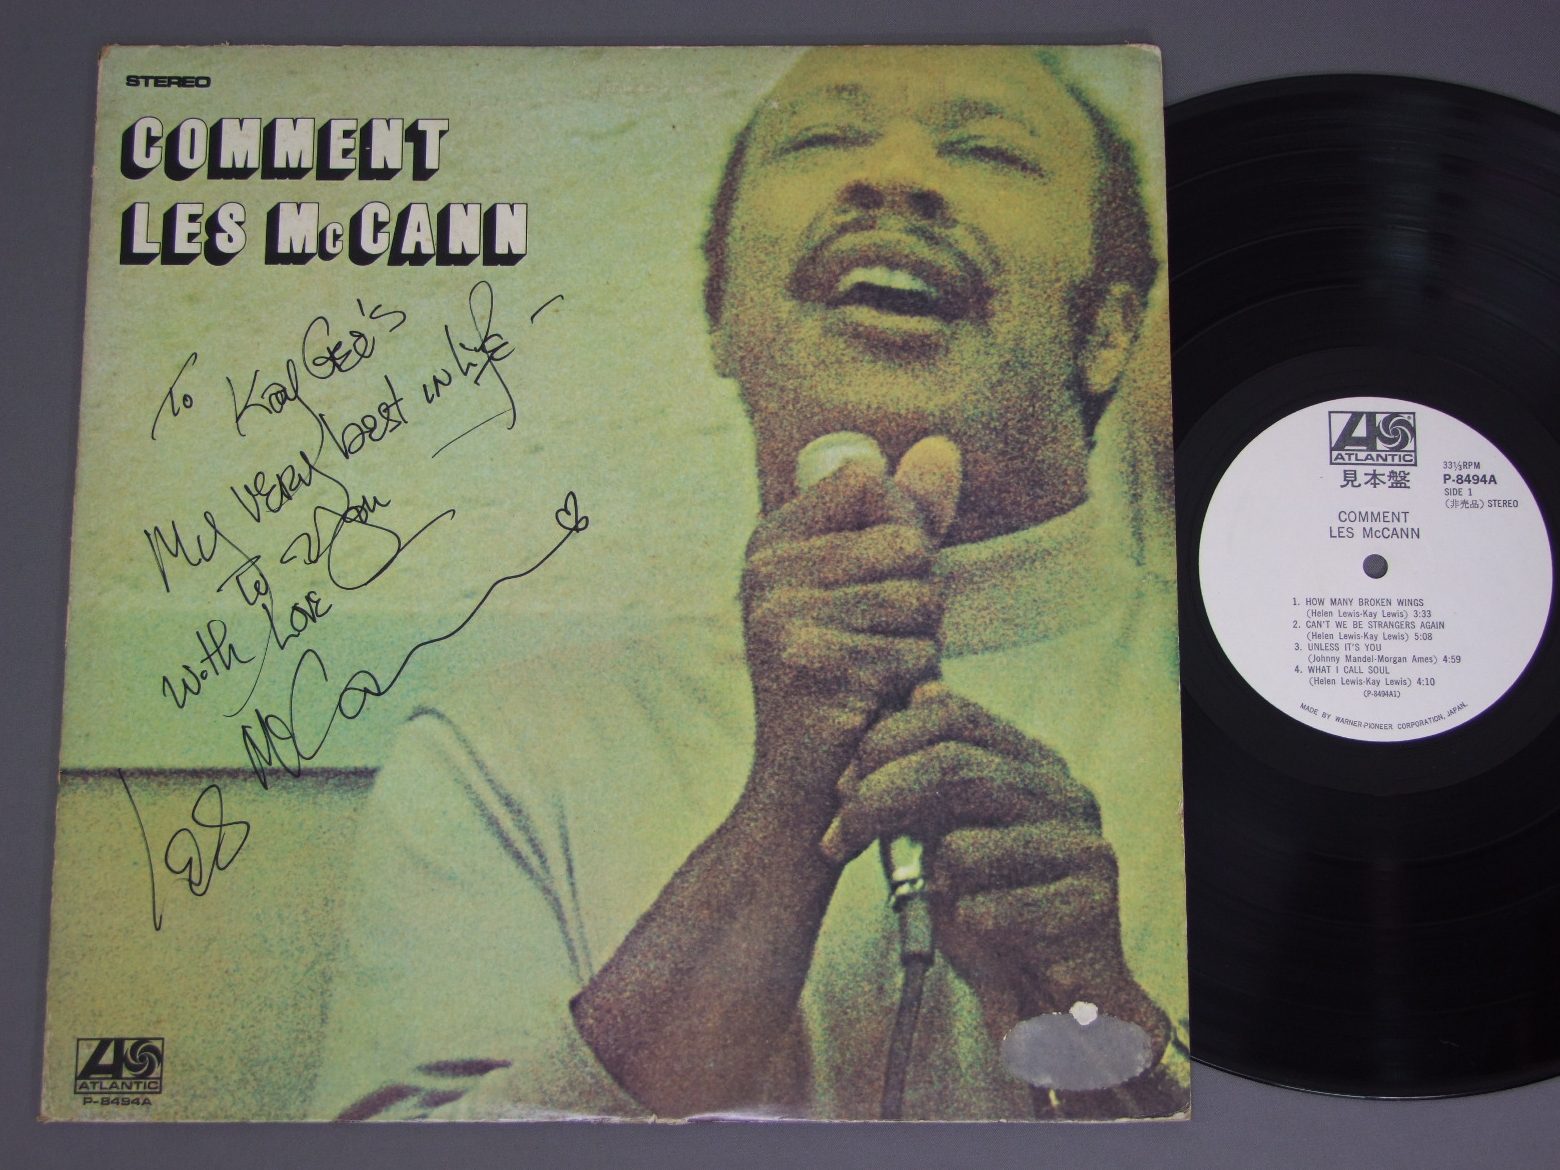 STEREO
COMMENT
LES McCANN
To Kay Gee's
My very best in life -
To you
with love
Les McCann
ATLANTIC
P-8494A
ATLANTIC
見本盤
33⅓RPM
P-8494A
SIDE 1
(非売品) STEREO
COMMENT
LES McCANN
1. HOW MANY BROKEN WINGS
(Helen Lewis-Kay Lewis) 3:33
2. CAN'T WE BE STRANGERS AGAIN
(Helen Lewis-Kay Lewis) 5:08
3. UNLESS IT'S YOU
(Johnny Mandel-Morgan Ames) 4:59
4. WHAT I CALL SOUL
(Helen Lewis-Kay Lewis) 4:10
(P-8494A1)
MADE BY WARNER-PIONEER CORPORATION, JAPAN.